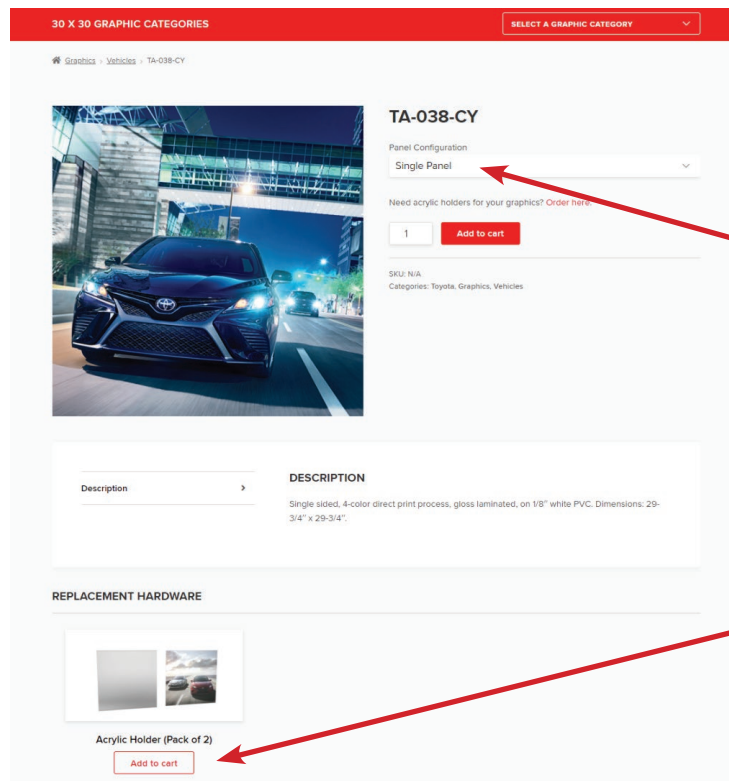 30 X 30 GRAPHIC CATEGORIES
SELECT A GRAPHIC CATEGORY
Graphics › Vehicles › TA-038-CY
TA-038-CY
Panel Configuration
Single Panel
Need acrylic holders for your graphics? Order here.
1
Add to cart
SKU: N/A
Categories: Toyota, Graphics, Vehicles
Description
DESCRIPTION
Single sided, 4-color direct print process, gloss laminated, on 1/8″ white PVC. Dimensions: 29-
3/4″ x 29-3/4″.
REPLACEMENT HARDWARE
Acrylic Holder (Pack of 2)
Add to cart